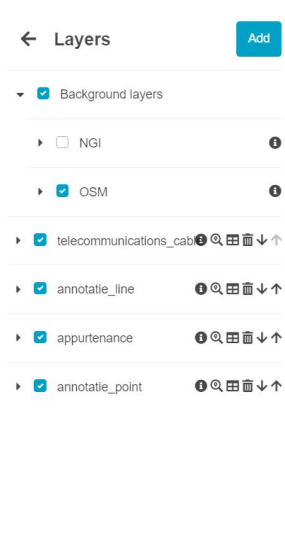 Layers
Add
Background layers
NGI
OSM
telecommunications_cabl
annotatie_line
appurtenance
annotatie_point